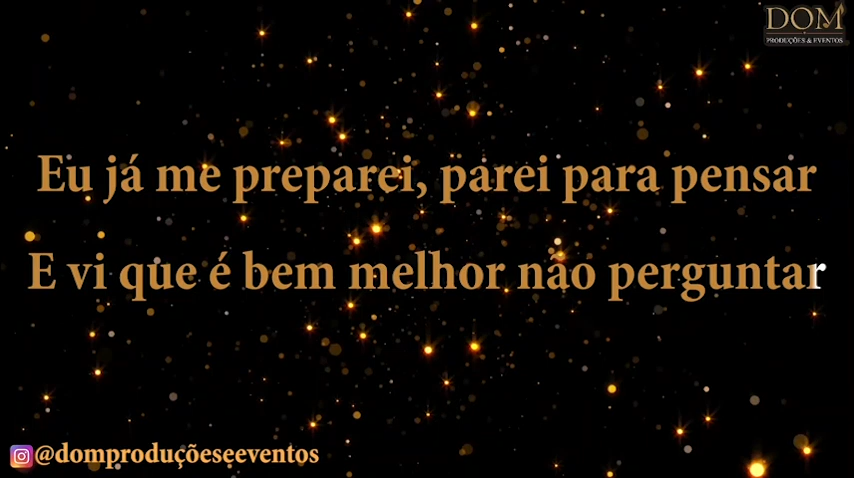 DOM
PRODUÇÕES & EVENTOS
Eu já me preparei, parei para pensar
E vi que é bem melhor não perguntar
@domproduçõeseeventos